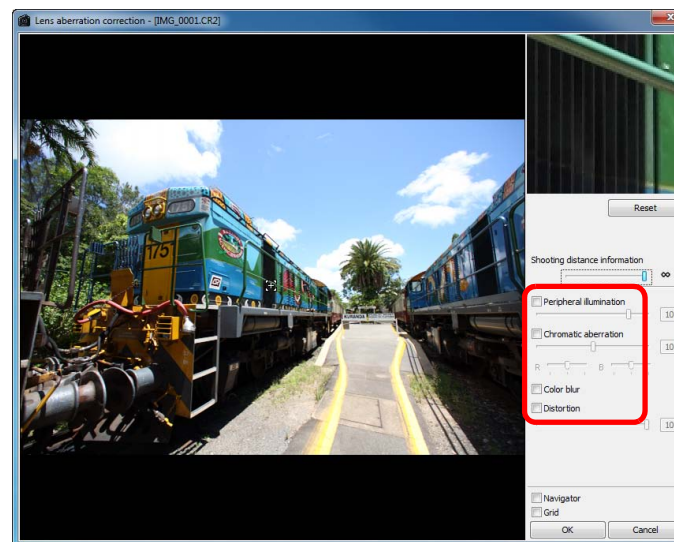 Lens aberration correction - [IMG_0001.CR2]
Reset
Shooting distance information
∞
Peripheral illumination
10
Chromatic aberration
10
R B
Color blur
Distortion
10
Navigator
Grid
OK Cancel
175
KURANDA